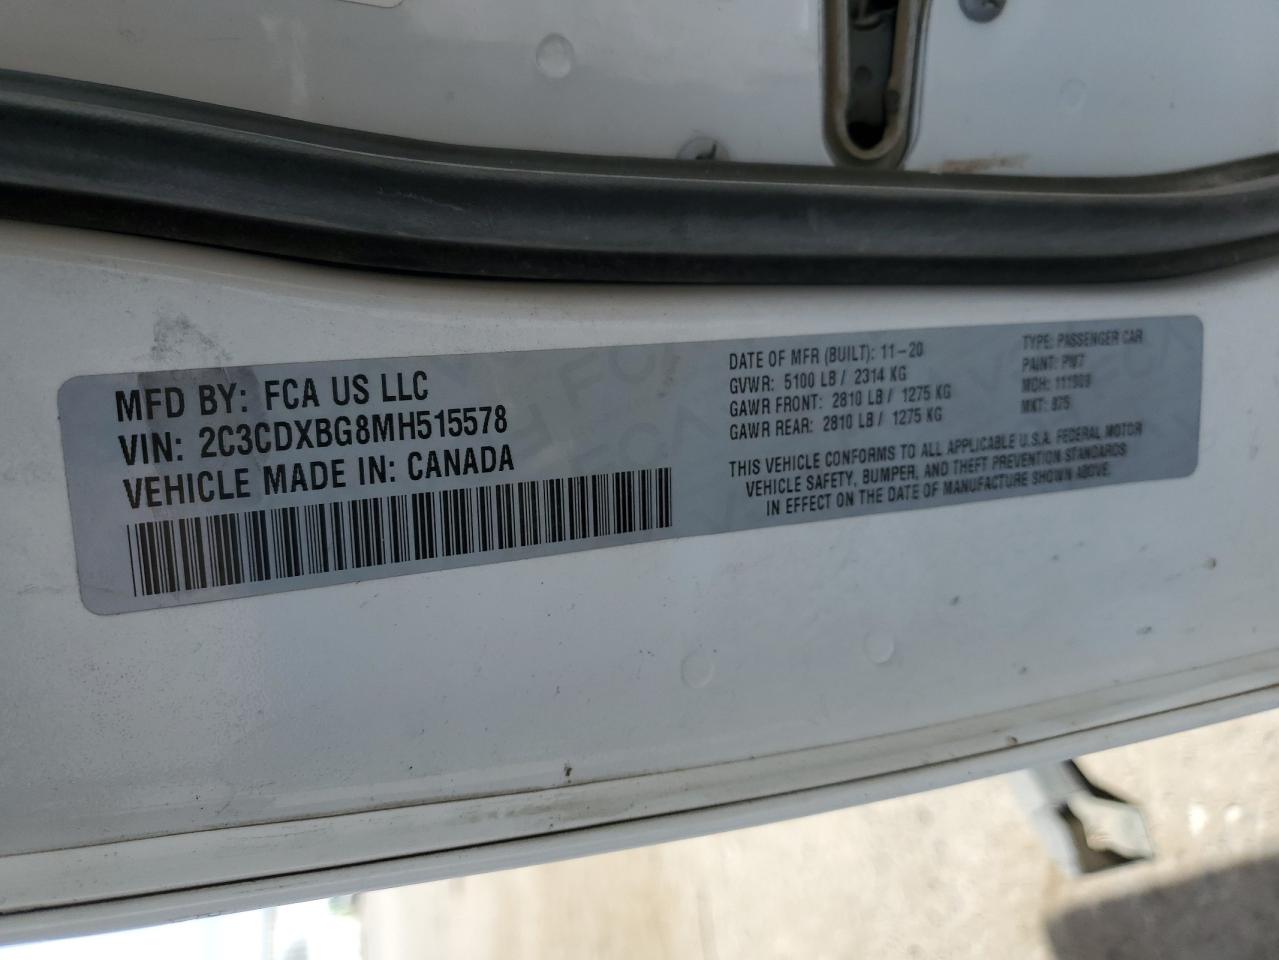 MFD BY: FCA US LLC
VIN: 2C3CDXBG8MH515578
VEHICLE MADE IN: CANADA
DATE OF MFR (BUILT): 11-20
GVWR: 5100 LB / 2314 KG
GAWR FRONT: 2810 LB / 1275 KG
GAWR REAR: 2810 LB / 1275 KG
TYPE: PASSENGER CAR
PAINT: PW7
MDH:
MKT:
THIS VEHICLE CONFORMS TO ALL APPLICABLE U.S.A. FEDERAL MOTOR
VEHICLE SAFETY, BUMPER, AND THEFT PREVENTION STANDARDS
IN EFFECT ON THE DATE OF MANUFACTURE SHOWN ABOVE.